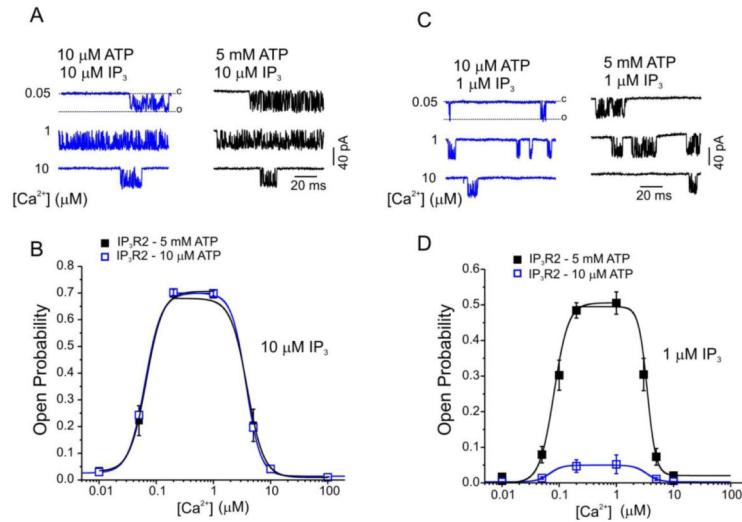 A
10 μM ATP
10 μM IP₃
5 mM ATP
10 μM IP₃
0.05
c
o
1
10
[Ca²⁺] (μM)
20 ms
40 pA
C
10 μM ATP
1 μM IP₃
5 mM ATP
1 μM IP₃
0.05
c
o
1
10
[Ca²⁺] (μM)
20 ms
40 pA
B
IP₃R2 - 5 mM ATP
IP₃R2 - 10 μM ATP
0.8
0.7
0.6
0.5
0.4
0.3
0.2
0.1
0.0
Open Probability
10 μM IP₃
0.01
0.1
1
10
100
[Ca²⁺] (μM)
D
IP₃R2 - 5 mM ATP
IP₃R2 - 10 μM ATP
0.6
0.5
0.4
0.3
0.2
0.1
0.0
Open Probability
1 μM IP₃
0.01
0.1
1
10
100
[Ca²⁺] (μM)